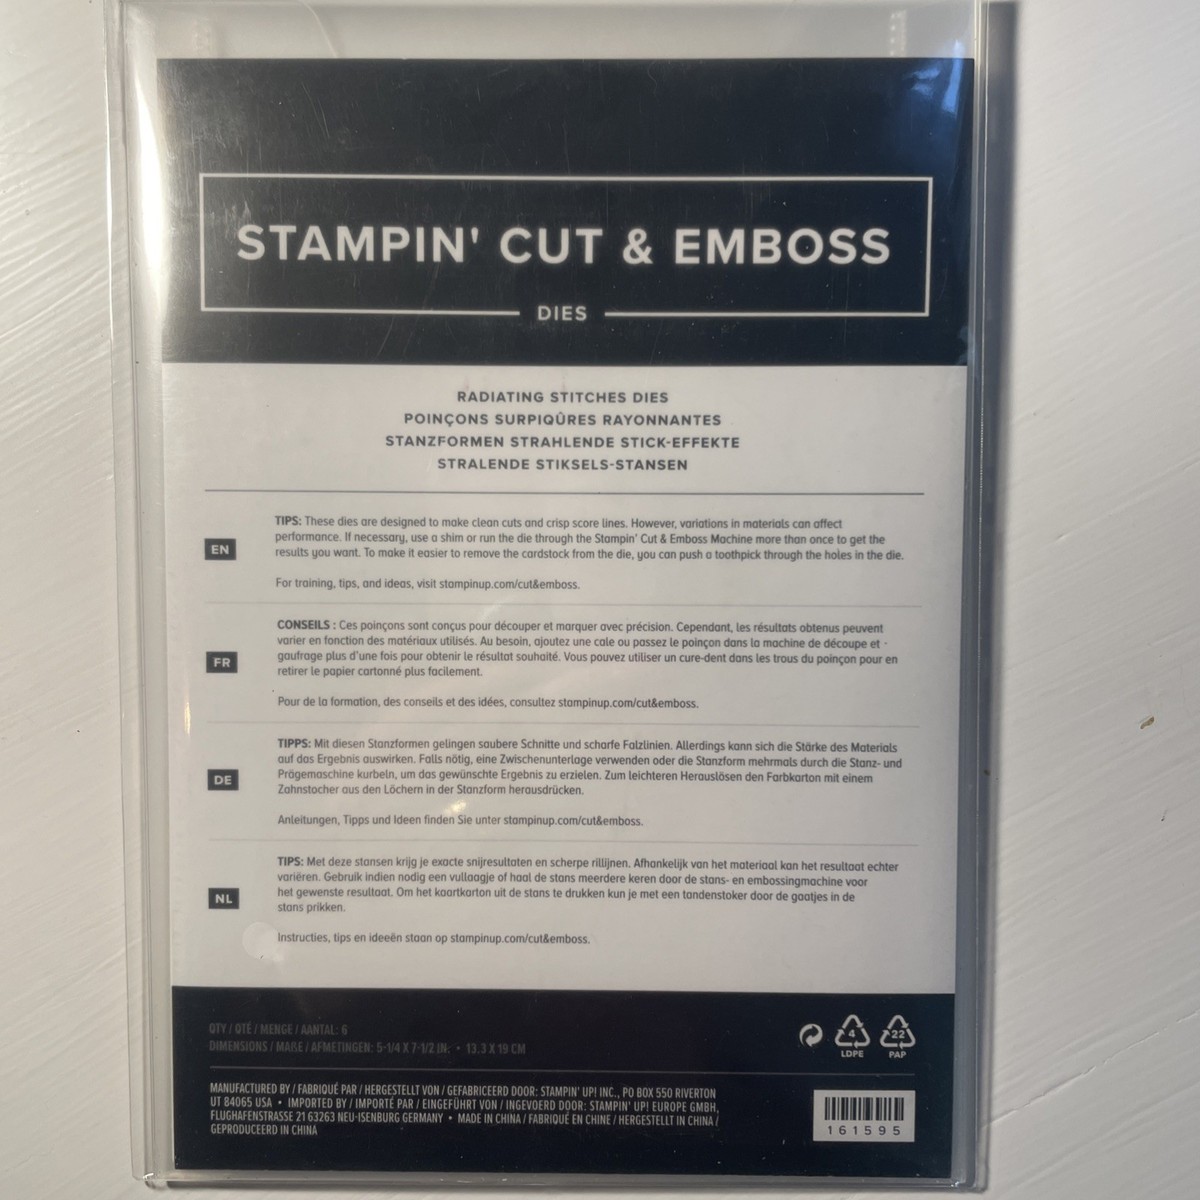 STAMPIN' CUT & EMBOSS
DIES
RADIATING STITCHES DIES
POINÇONS SURPIQÛRES RAYONNANTES
STANZFORMEN STRAHLENDE STICK-EFFEKTE
STRALENDE STIKSELS-STANSEN
EN
TIPS: These dies are designed to make clean cuts and crisp score lines. However, variations in materials can affect
performance. If necessary, use a shim or run the die through the Stampin' Cut & Emboss Machine more than once to get the
results you want. To make it easier to remove the cardstock from the die, you can push a toothpick through the holes in the die.
For training, tips, and ideas, visit stampinup.com/cut&emboss.
FR
CONSEILS : Ces poinçons sont conçus pour découper et marquer avec précision. Cependant, les résultats obtenus peuvent
varier en fonction des matériaux utilisés. Au besoin, ajoutez une cale ou passez le poinçon dans la machine de découpe et
gaufrage plus d'une fois pour obtenir le résultat souhaité. Vous pouvez utiliser un cure-dent dans les trous du poinçon pour en
retirer le papier cartonné plus facilement.
Pour de la formation, des conseils et des idées, consultez stampinup.com/cut&emboss.
DE
TIPPS: Mit diesen Stanzformen gelingen saubere Schnitte und scharfe Falzlinien. Allerdings kann sich die Stärke des Materials
auf das Ergebnis auswirken. Falls nötig, eine Zwischenunterlage verwenden oder die Stanzform mehrmals durch die Stanz- und
Prägemaschine kurbeln, um das gewünschte Ergebnis zu erzielen. Zum leichteren Herauslösen den Farbkarton mit einem
Zahnstocher aus den Löchern in der Stanzform herausdrücken.
Anleitungen, Tipps und Ideen finden Sie unter stampinup.com/cut&emboss.
NL
TIPS: Met deze stansen krijg je exacte snijresultaten en scherpe rillijnen. Afhankelijk van het materiaal kan het resultaat echter
variëren. Gebruik indien nodig een vullaagje of haal de stans meerdere keren door de stans- en embossingmachine voor
het gewenste resultaat. Om het kaartkarton uit de stans te drukken kun je met een tandenstoker door de gaatjes in de
stans prikken.
Instructies, tips en ideeën staan op stampinup.com/cut&emboss.
QTY / QTÉ / MENGE / AANTAL: 6
DIMENSIONS / MAßE / AFMETINGEN: 5-1/4 X 7-1/2 IN. • 13.3 X 19 CM
4
LDPE
22
PAP
MANUFACTURED BY / FABRIQUÉ PAR / HERGESTELLT VON / GEFABRICEERD DOOR: STAMPIN' UP! INC., PO BOX 550 RIVERTON
UT 84065 USA • IMPORTED BY / IMPORTÉ PAR / EINGEFÜHRT VON / INGEVOERD DOOR: STAMPIN' UP! EUROPE GMBH,
FLUGHAFENSTRASSE 21 63263 NEU-ISENBURG GERMANY • MADE IN CHINA / FABRIQUÉ EN CHINE / HERGESTELLT IN CHINA /
GEPRODUCEERD IN CHINA
161595